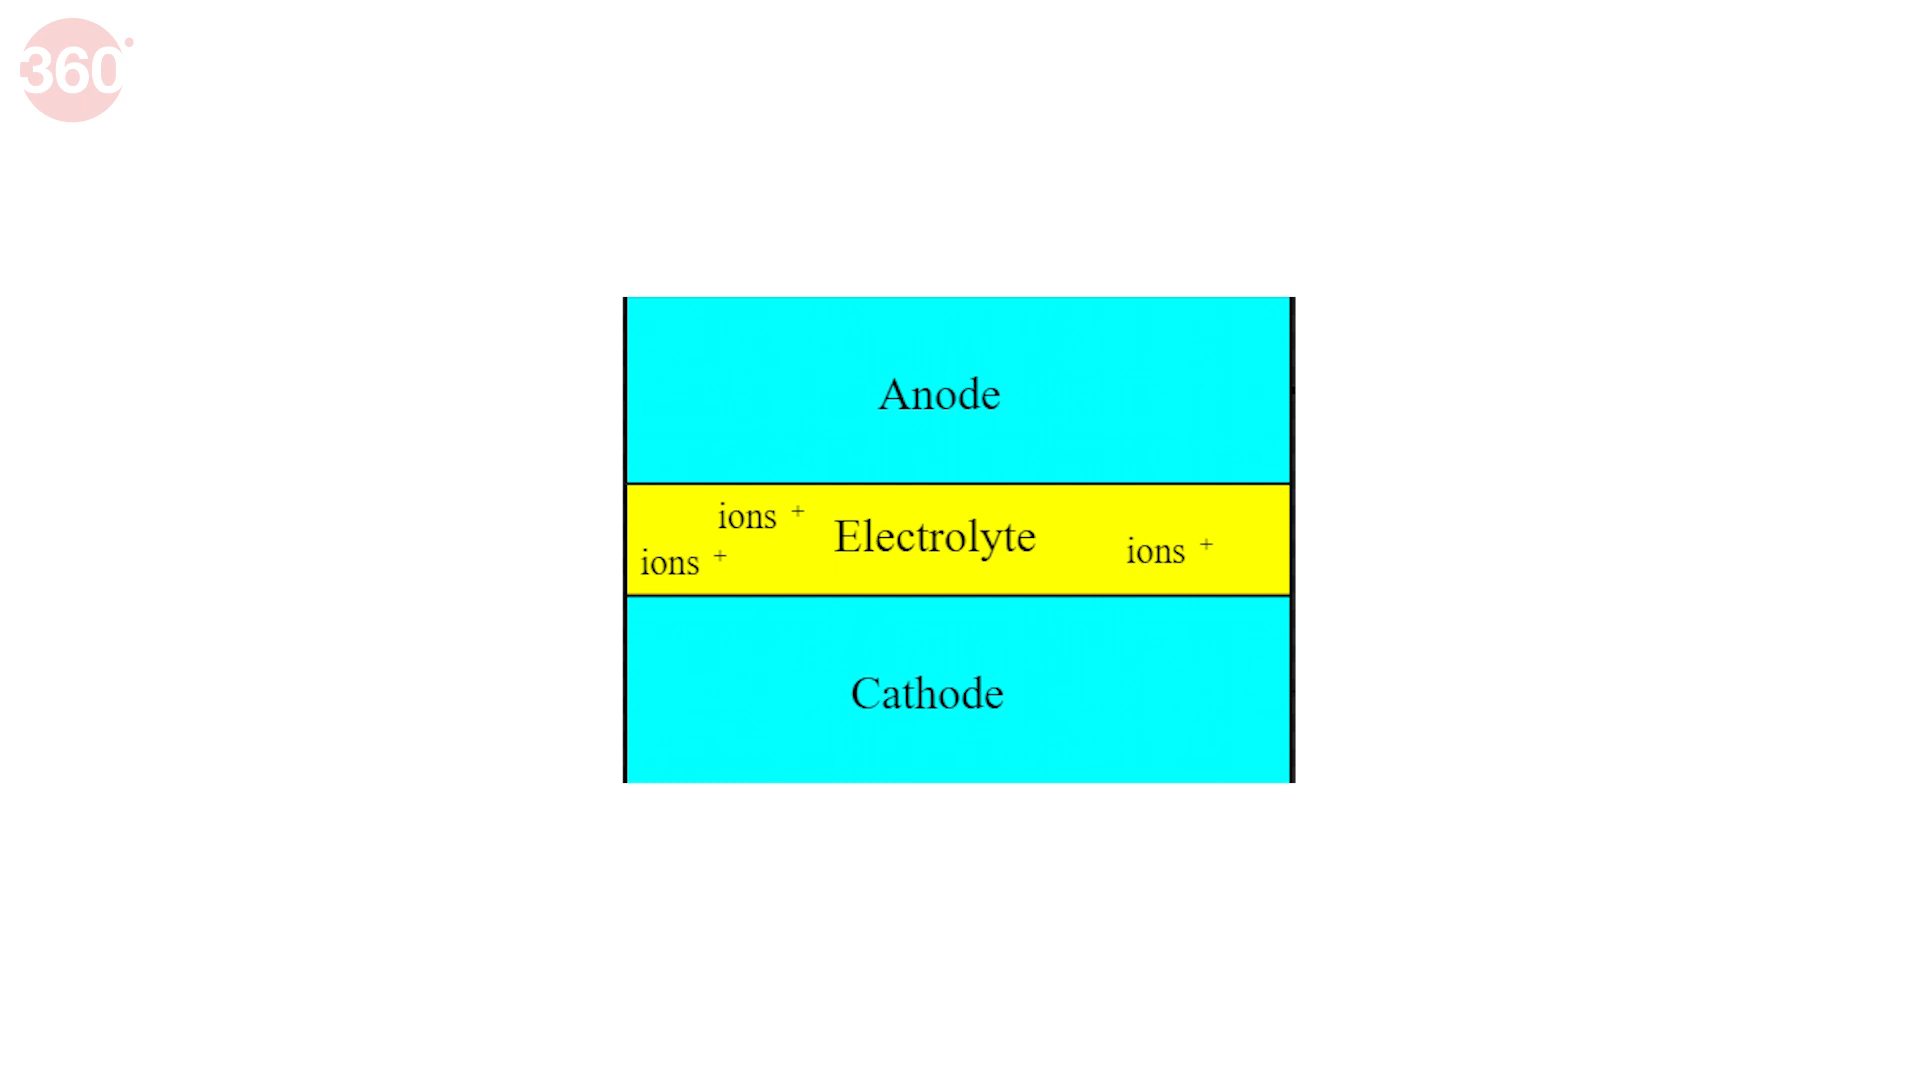 360°
Anode
ions +
Electrolyte
ions +
ions +
Cathode